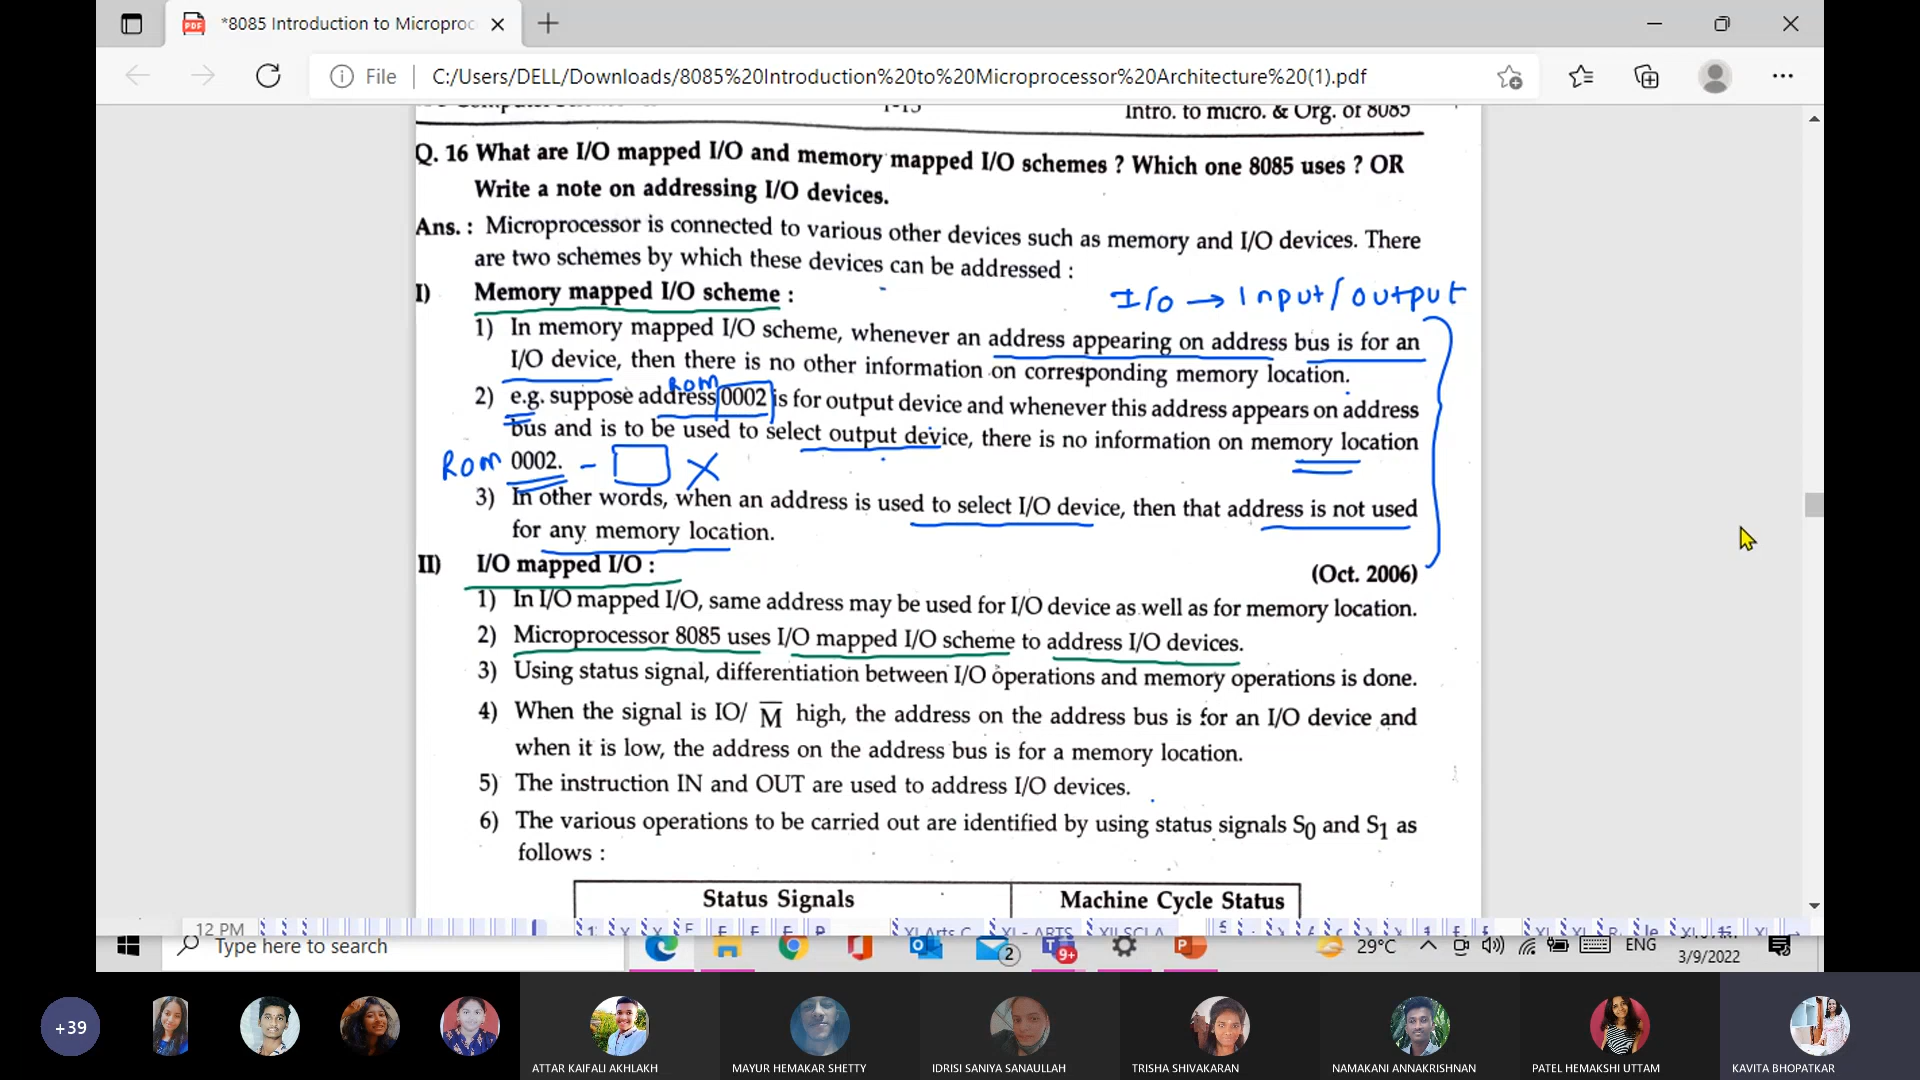 *8085 Introduction to Microproc
File
C:/Users/DELL/Downloads/8085%20Introduction%20to%20Microprocessor%20Architecture%20(1).pdf
1-15
Intro. to micro. & Org. of 8085
Q. 16 What are I/O mapped I/O and memory mapped I/O schemes ? Which one 8085 uses ? OR
Write a note on addressing I/O devices.
Ans. : Microprocessor is connected to various other devices such as memory and I/O devices. There
are two schemes by which these devices can be addressed :
I) Memory mapped I/O scheme :
I/O → Input/Output
1) In memory mapped I/O scheme, whenever an address appearing on address bus is for an
I/O device, then there is no other information on corresponding memory location.
Rom
2) e.g. suppose address 0002 is for output device and whenever this address appears on address
bus and is to be used to select output device, there is no information on memory location
Rom 0002. – X
3) In other words, when an address is used to select I/O device, then that address is not used
for any memory location.
II) I/O mapped I/O :
(Oct. 2006)
1) In I/O mapped I/O, same address may be used for I/O device as well as for memory location.
2) Microprocessor 8085 uses I/O mapped I/O scheme to address I/O devices.
3) Using status signal, differentiation between I/O operations and memory operations is done.
4) When the signal is IO/ M̅ high, the address on the address bus is for an I/O device and
when it is low, the address on the address bus is for a memory location.
5) The instruction IN and OUT are used to address I/O devices.
6) The various operations to be carried out are identified by using status signals S0 and S1 as
follows :
Status Signals
Machine Cycle Status
12 PM
Type here to search
2
9+
29°C
ENG
3/9/2022
+39
ATTAR KAIFALI AKHLAKH
MAYUR HEMAKAR SHETTY
IDRISI SANIYA SANAULLAH
TRISHA SHIVAKARAN
NAMAKANI ANNAKRISHNAN
PATEL HEMAKSHI UTTAM
KAVITA BHOPATKAR